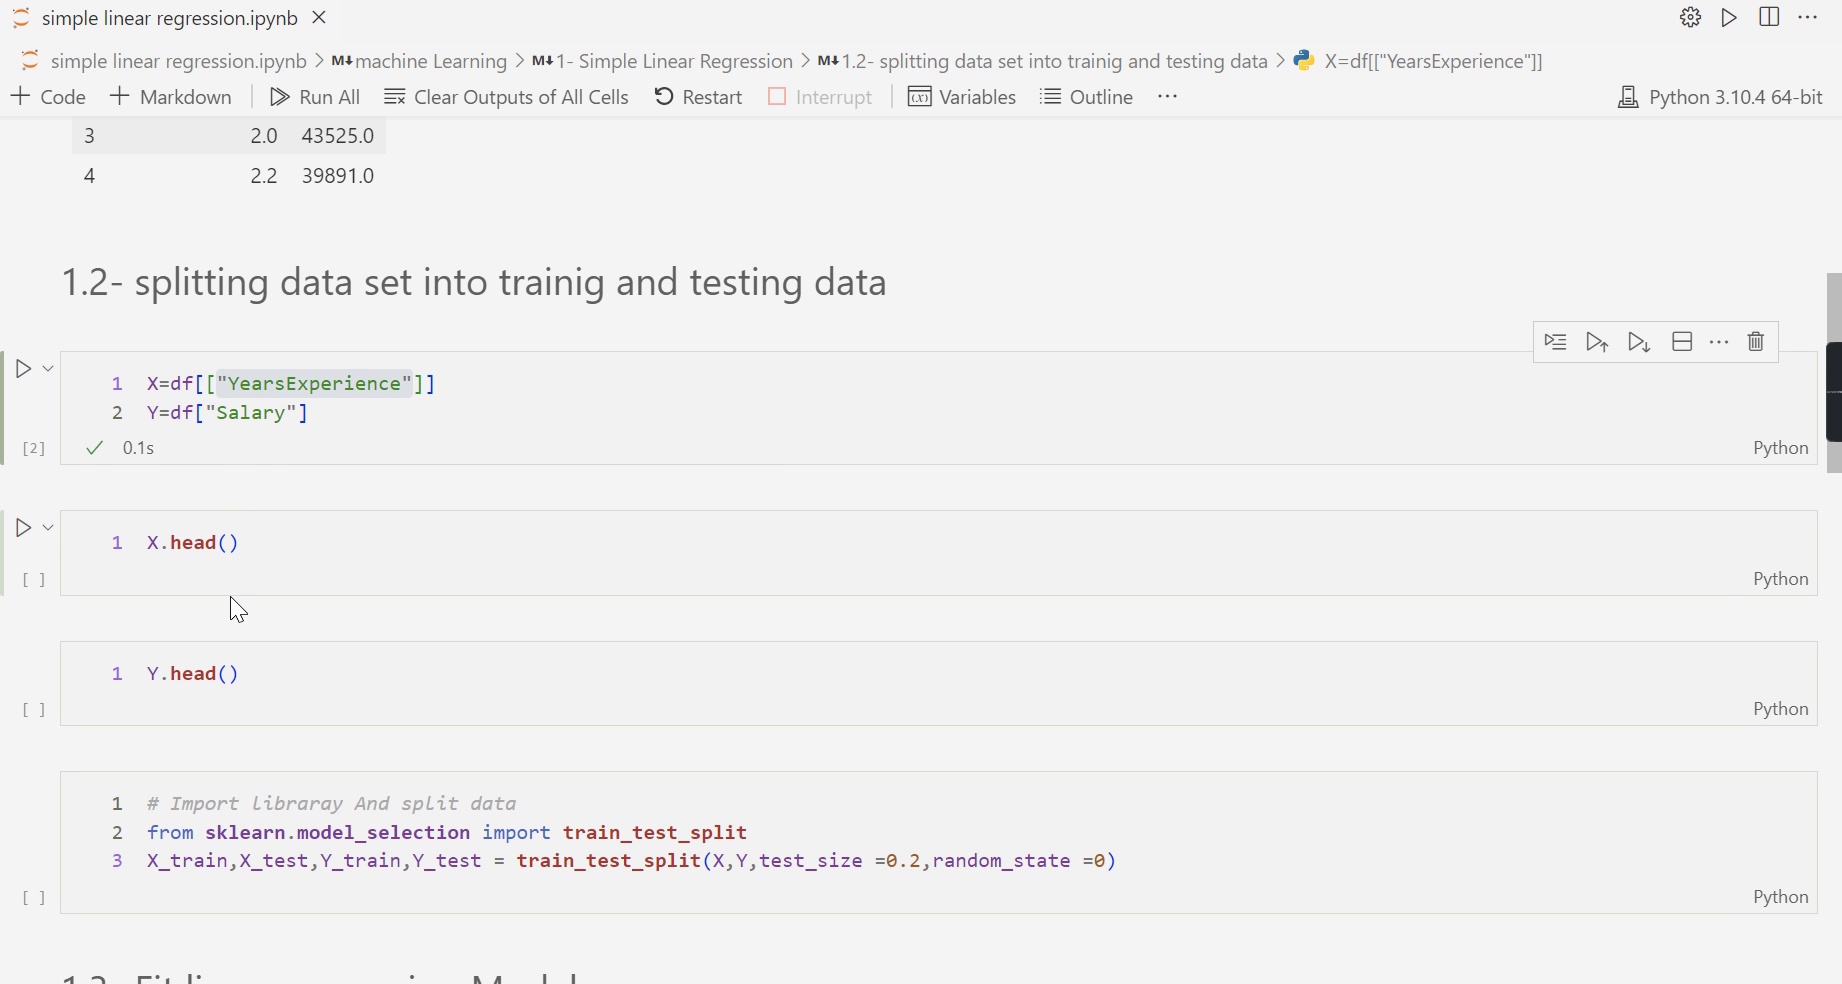 simple linear regression.ipynb
simple linear regression.ipynb > M↓ machine Learning > M↓ 1- Simple Linear Regression > M↓ 1.2- splitting data set into trainig and testing data > X=df[["YearsExperience"]]
+ Code + Markdown Run All Clear Outputs of All Cells Restart Interrupt Variables Outline ... Python 3.10.4 64-bit
3 2.0 43525.0
4 2.2 39891.0
1.2- splitting data set into trainig and testing data
1 X=df[["YearsExperience"]]
2 Y=df["Salary"]
[2] ✓ 0.1s Python
1 X.head()
[ ] Python
1 Y.head()
[ ] Python
1 # Import libraray And split data
2 from sklearn.model_selection import train_test_split
3 X_train,X_test,Y_train,Y_test = train_test_split(X,Y,test_size =0.2,random_state =0)
[ ] Python